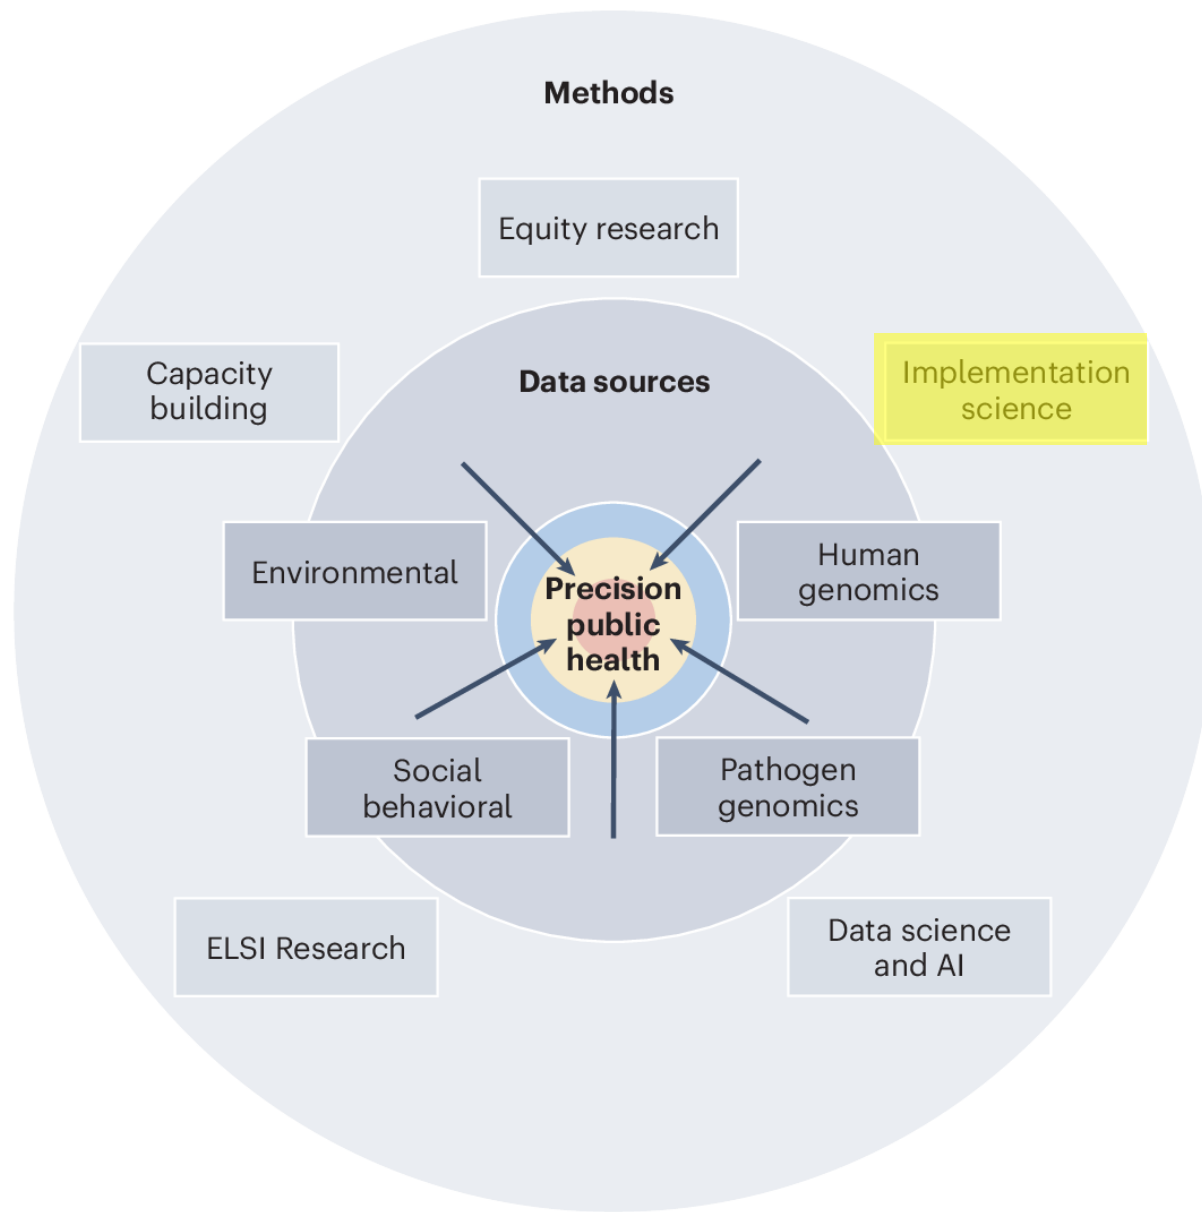 Methods
Equity research
Capacity
building
Data sources
Implementation
science
Environmental
Human
genomics
Precision
public
health
Social
behavioral
Pathogen
genomics
ELSI Research
Data science
and AI